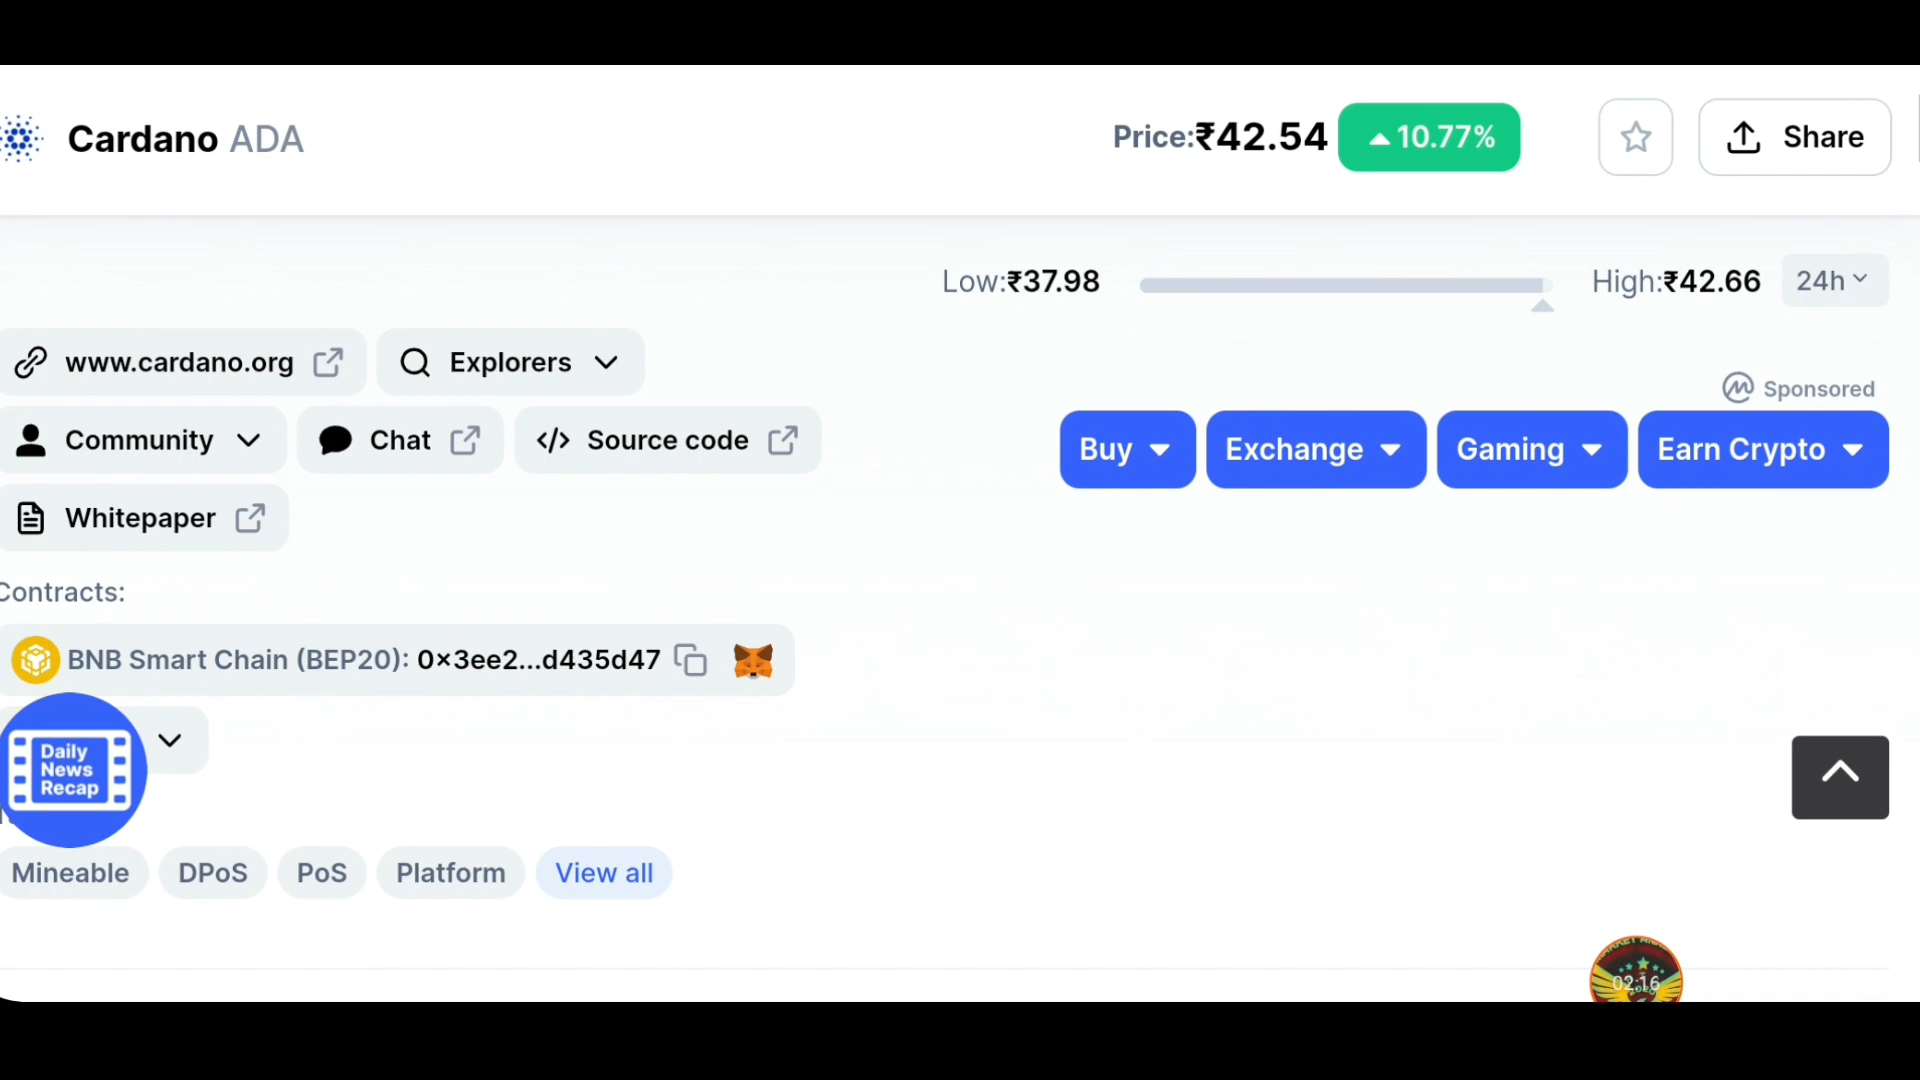 Cardano ADA
Price:₹42.54 10.77%
Share
Low:₹37.98
High:₹42.66 24h
www.cardano.org
Explorers
Sponsored
Community
Chat
Source code
Buy
Exchange
Gaming
Earn Crypto
Whitepaper
Contracts:
BNB Smart Chain (BEP20): 0x3ee2...d435d47
Daily
News
Recap
Mineable
DPoS
PoS
Platform
View all
02:16